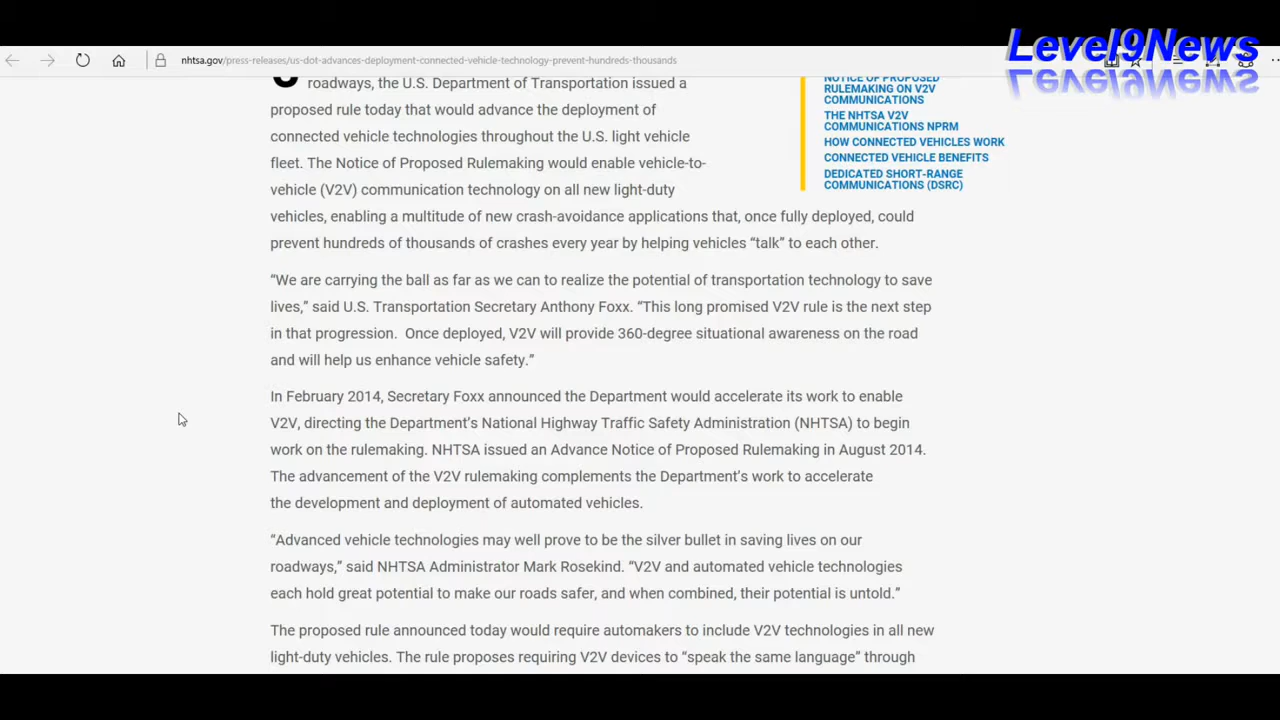 Level9News
nhtsa.gov/press-releases/us-dot-advances-deployment-connected-vehicle-technology-prevent-hundreds-thousands
roadways, the U.S. Department of Transportation issued a
proposed rule today that would advance the deployment of
connected vehicle technologies throughout the U.S. light vehicle
fleet. The Notice of Proposed Rulemaking would enable vehicle-to-
vehicle (V2V) communication technology on all new light-duty
vehicles, enabling a multitude of new crash-avoidance applications that, once fully deployed, could
prevent hundreds of thousands of crashes every year by helping vehicles “talk” to each other.
“We are carrying the ball as far as we can to realize the potential of transportation technology to save
lives,” said U.S. Transportation Secretary Anthony Foxx. “This long promised V2V rule is the next step
in that progression.  Once deployed, V2V will provide 360-degree situational awareness on the road
and will help us enhance vehicle safety.”
In February 2014, Secretary Foxx announced the Department would accelerate its work to enable
V2V, directing the Department’s National Highway Traffic Safety Administration (NHTSA) to begin
work on the rulemaking. NHTSA issued an Advance Notice of Proposed Rulemaking in August 2014.
The advancement of the V2V rulemaking complements the Department’s work to accelerate
the development and deployment of automated vehicles.
“Advanced vehicle technologies may well prove to be the silver bullet in saving lives on our
roadways,” said NHTSA Administrator Mark Rosekind. “V2V and automated vehicle technologies
each hold great potential to make our roads safer, and when combined, their potential is untold.”
The proposed rule announced today would require automakers to include V2V technologies in all new
light-duty vehicles. The rule proposes requiring V2V devices to “speak the same language” through
NOTICE OF PROPOSED
RULEMAKING ON V2V
COMMUNICATIONS
THE NHTSA V2V
COMMUNICATIONS NPRM
HOW CONNECTED VEHICLES WORK
CONNECTED VEHICLE BENEFITS
DEDICATED SHORT-RANGE
COMMUNICATIONS (DSRC)